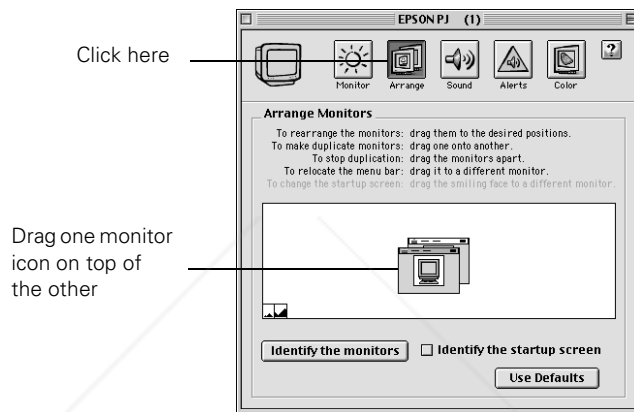 EPSON PJ (1)
Click here
Monitor
Arrange
Sound
Alerts
Color
?
Arrange Monitors
To rearrange the monitors: drag them to the desired positions.
To make duplicate monitors: drag one onto another.
To stop duplication: drag the monitors apart.
To relocate the menu bar: drag it to a different monitor.
To change the startup screen: drag the smiling face to a different monitor.
Drag one monitor
icon on top of
the other
Identify the monitors
Identify the startup screen
Use Defaults